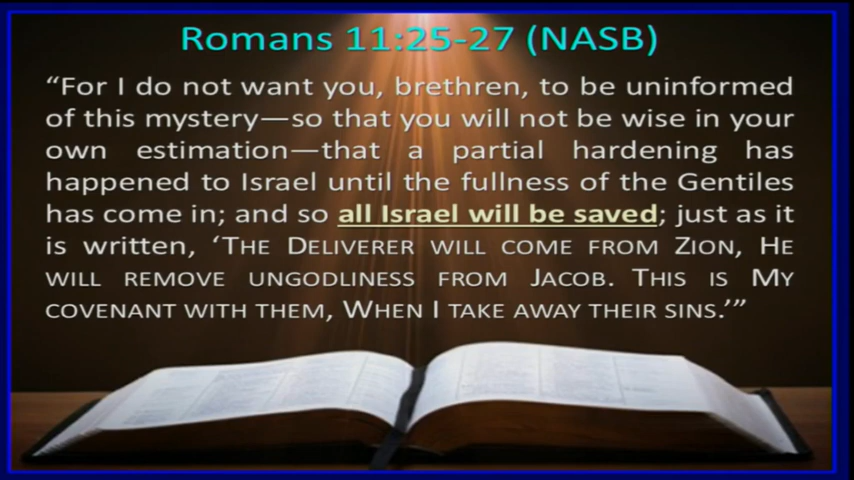 Romans 11:25-27 (NASB)
“For I do not want you, brethren, to be uninformed
of this mystery—so that you will not be wise in your
own estimation—that a partial hardening has
happened to Israel until the fullness of the Gentiles
has come in; and so all Israel will be saved; just as it
is written, ‘THE DELIVERER WILL COME FROM ZION, HE
WILL REMOVE UNGODLINESS FROM JACOB. THIS IS MY
COVENANT WITH THEM, WHEN I TAKE AWAY THEIR SINS.’”